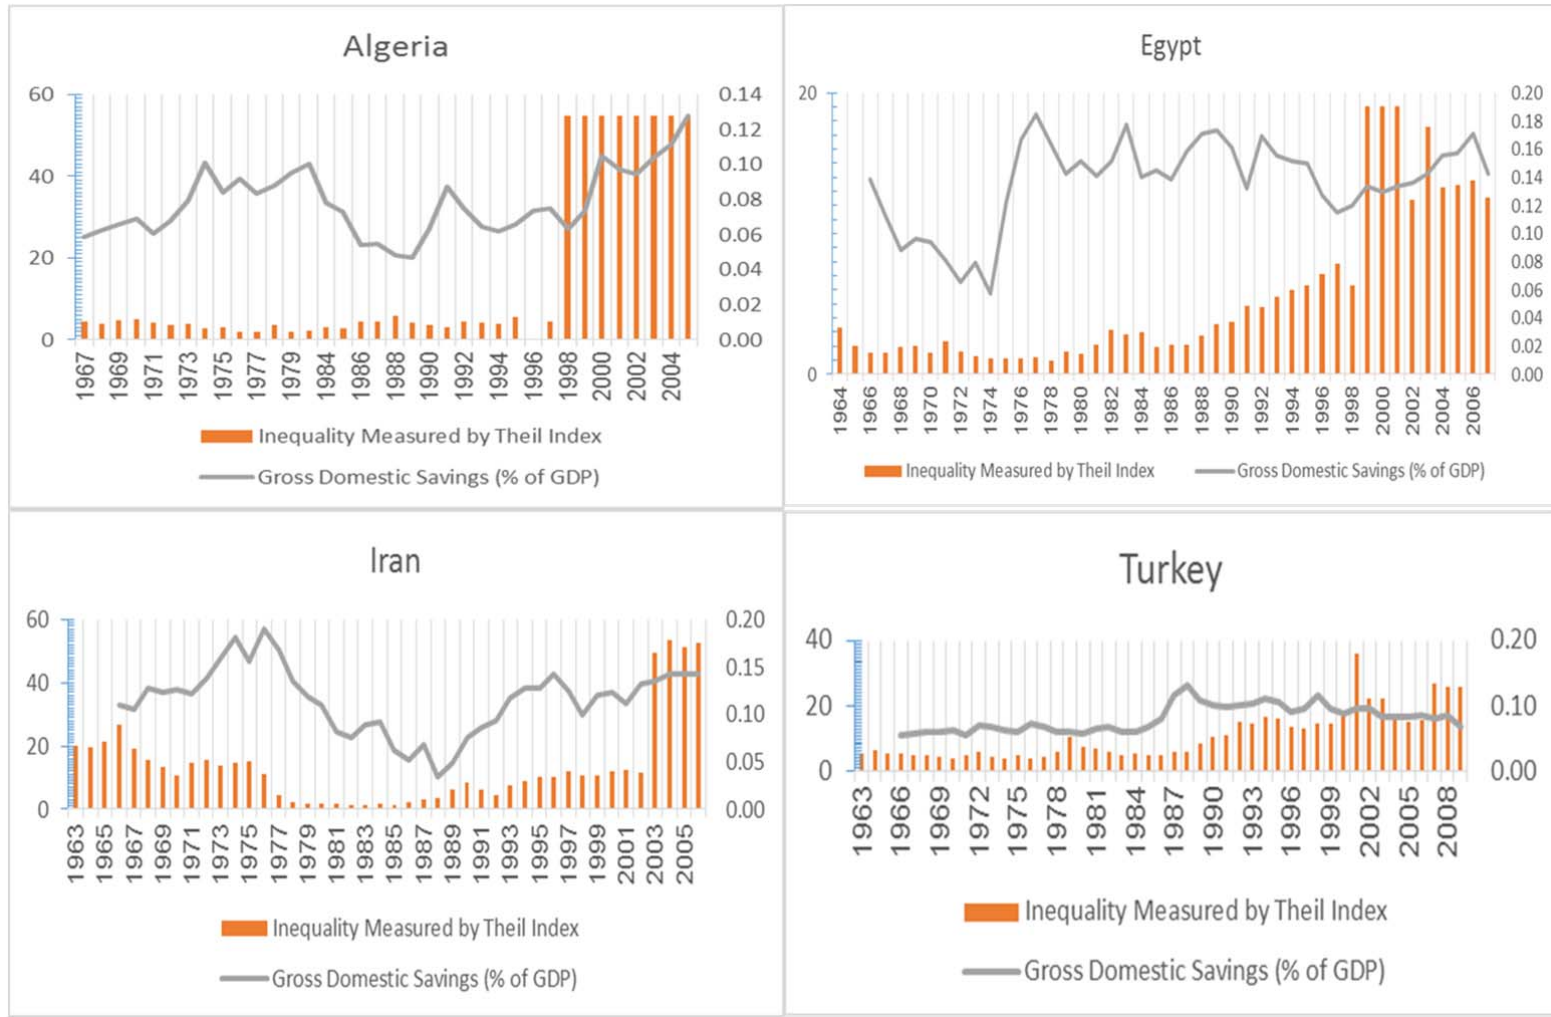 Algeria
60
40
20
0
0.14
0.12
0.10
0.08
0.06
0.04
0.02
0.00
1967 1969 1971 1973 1975 1977 1979 1984 1986 1988 1990 1992 1994 1996 1998 2000 2002 2004
Inequality Measured by Theil Index
Gross Domestic Savings (% of GDP)
Egypt
20
0
0.20
0.18
0.16
0.14
0.12
0.10
0.08
0.06
0.04
0.02
0.00
1964 1966 1968 1970 1972 1974 1976 1978 1980 1982 1984 1986 1988 1990 1992 1994 1996 1998 2000 2002 2004 2006
Inequality Measured by Theil Index Gross Domestic Savings (% of GDP)
Iran
60
40
20
0
0.20
0.15
0.10
0.05
0.00
1963 1965 1967 1969 1971 1973 1975 1977 1979 1981 1983 1985 1987 1989 1991 1993 1995 1997 1999 2001 2003 2005
Inequality Measured by Theil Index
Gross Domestic Savings (% of GDP)
Turkey
40
20
0
0.20
0.10
0.00
1963 1966 1969 1972 1975 1978 1981 1984 1987 1990 1993 1996 1999 2002 2005 2008
Inequality Measured by Theil Index
Gross Domestic Savings (% of GDP)